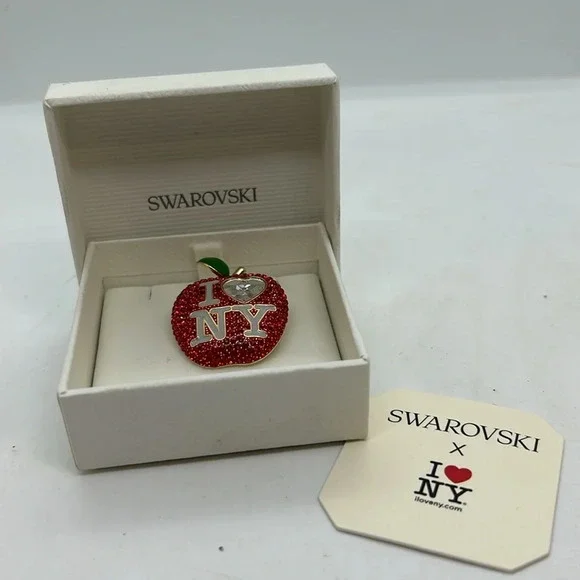 SWAROVSKI
I ♥
NY
SWAROVSKI
×
I ♥
NY®
iloveny.com